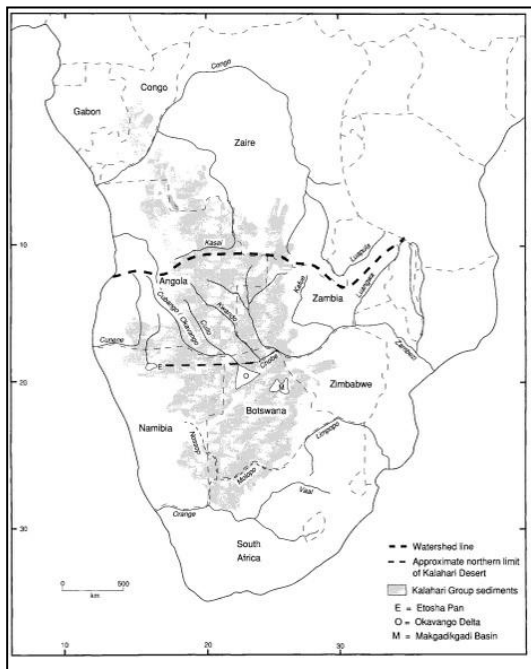 Congo
Congo
Gabon
Zaire
10
Kasai
Luapula
Angola
Kafue
Luangwa
Zambia
Cubango / Okavango
Cuito
Kwando
Cunene
Chobe
Zambezi
E
O
M
20
Zimbabwe
Botswana
Namibia
Nossop
Limpopo
Molopo
Vaal
Orange
30
South
Africa
Watershed line
Approximate northern limit
of Kalahari Desert
Kalahari Group sediments
E = Etosha Pan
O = Okavango Delta
M = Makgadikgadi Basin
0 500
km
10 20 30